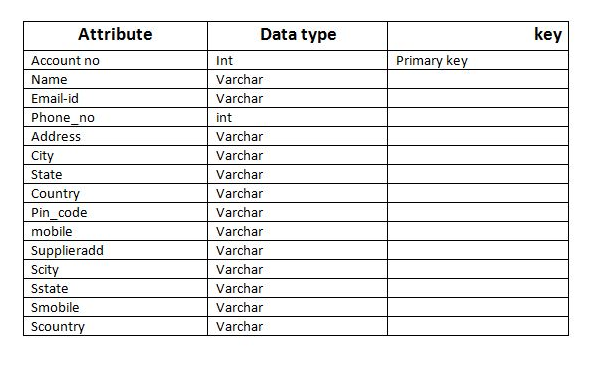 Attribute Data type key
Account no Int Primary key
Name Varchar
Email-id Varchar
Phone_no int
Address Varchar
City Varchar
State Varchar
Country Varchar
Pin_code Varchar
mobile Varchar
Supplieradd Varchar
Scity Varchar
Sstate Varchar
Smobile Varchar
Scountry Varchar